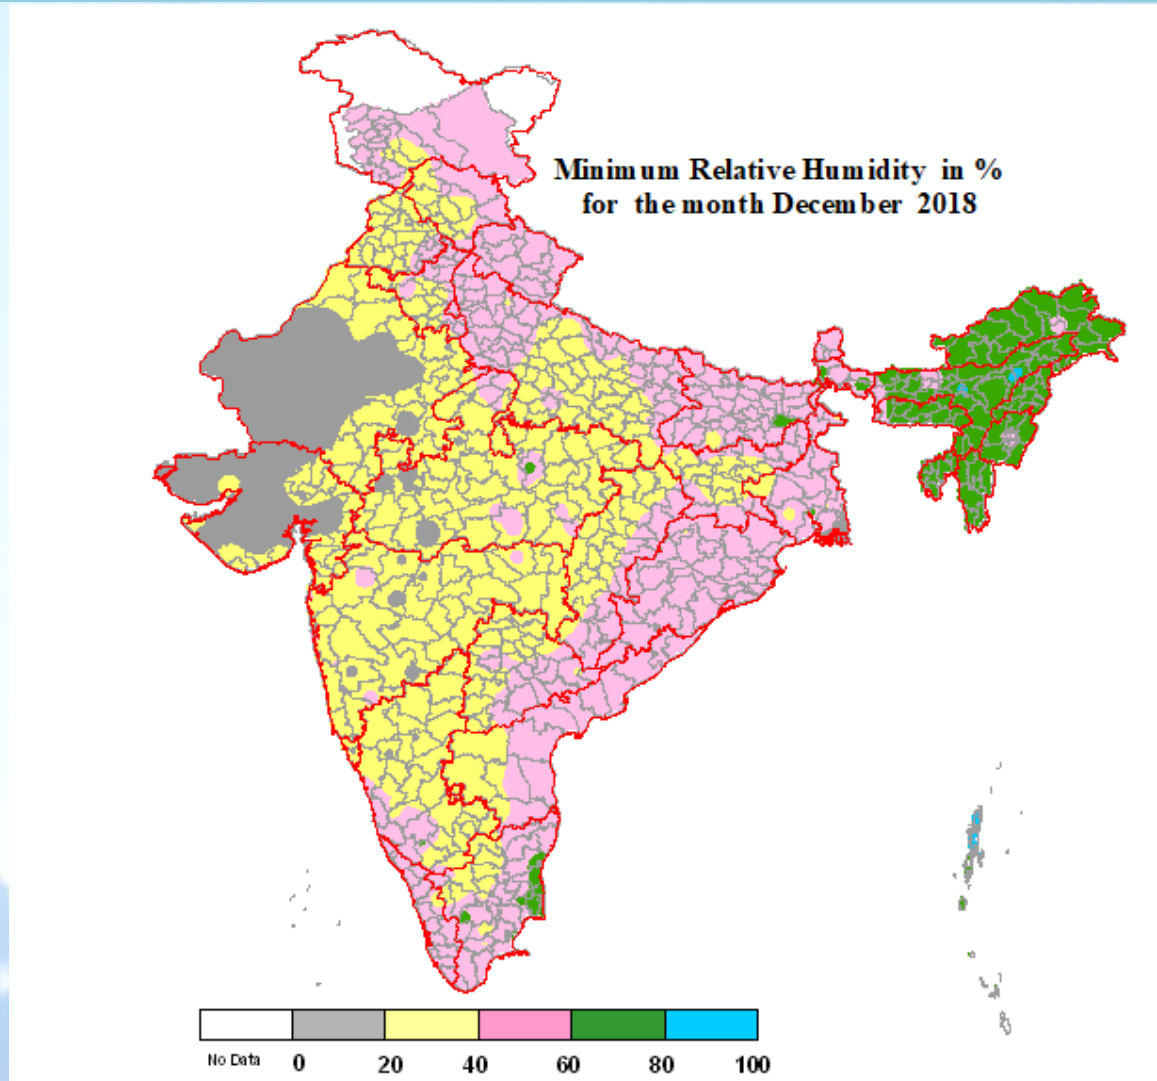 Minimum Relative Humidity in %
for the month December 2018
No Data 0 20 40 60 80 100